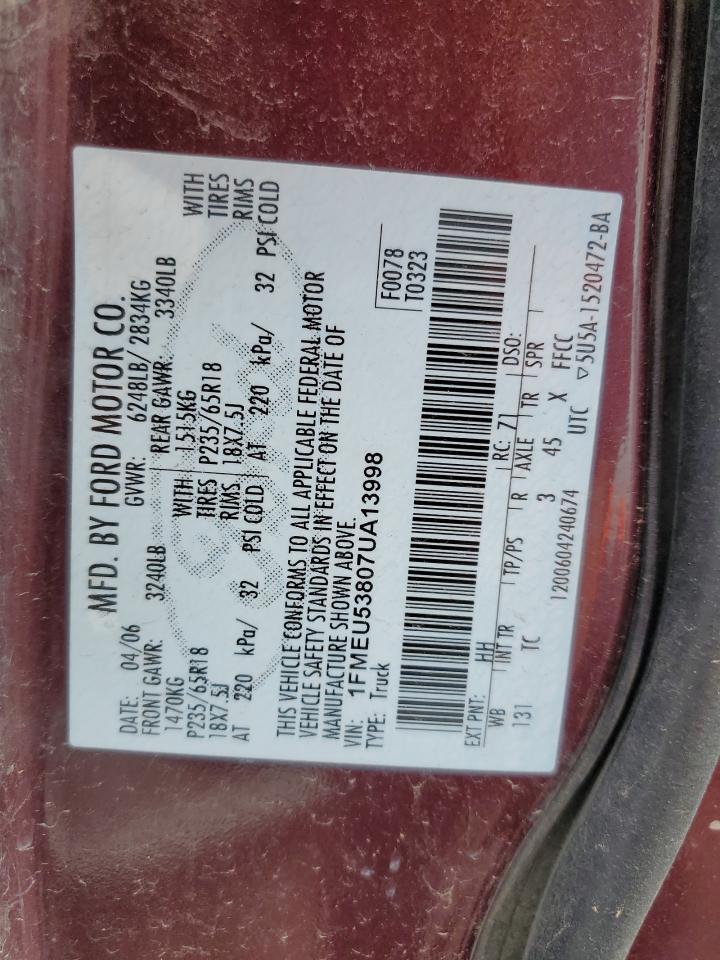 MFD. BY FORD MOTOR CO.
DATE: 04/06 GVWR: 6248LB/ 2834KG
FRONT GAWR: 3240LB REAR GAWR: 3340LB
1470KG WITH 1515KG WITH
P235/65R18 TIRES P235/65R18 TIRES
18X7.5J RIMS 18X7.5J RIMS
AT 220 kPa/ 32 PSI COLD AT 220 kPa/ 32 PSI COLD
THIS VEHICLE CONFORMS TO ALL APPLICABLE FEDERAL MOTOR
VEHICLE SAFETY STANDARDS IN EFFECT ON THE DATE OF
MANUFACTURE SHOWN ABOVE.
VIN: 1FMEU53807UA13998
TYPE: Truck
F0078
T0323
EXT PNT: HH RC: 71 DSO:
WB INT TR TP/PS R AXLE TR SPR
131 TC 3 45 X FFCC
1200604240674 UTC ▽5U5A-1520472-BA